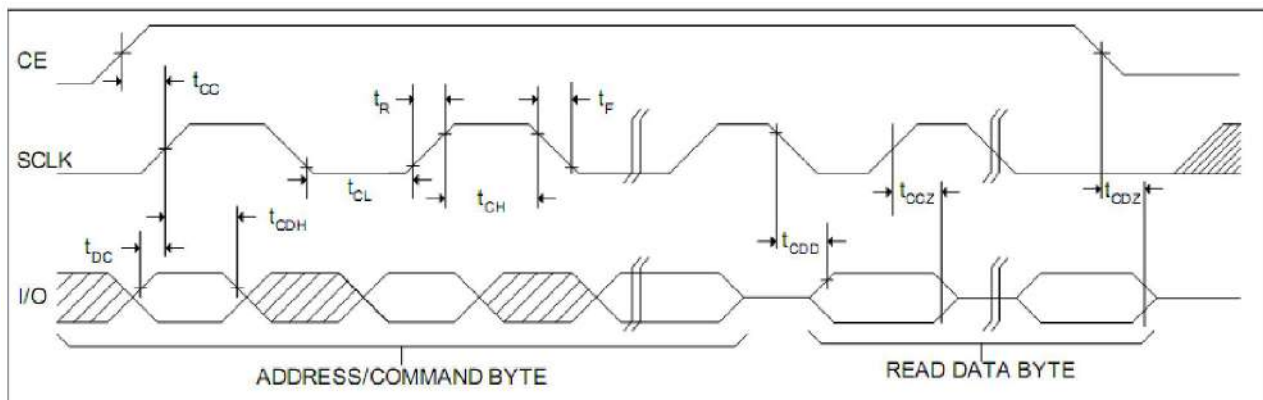 CE
tCC
tR
tF
SCLK
tCL
tCH
tCCZ
tCDZ
tCDH
tDC
tCDD
I/O
ADDRESS/COMMAND BYTE
READ DATA BYTE